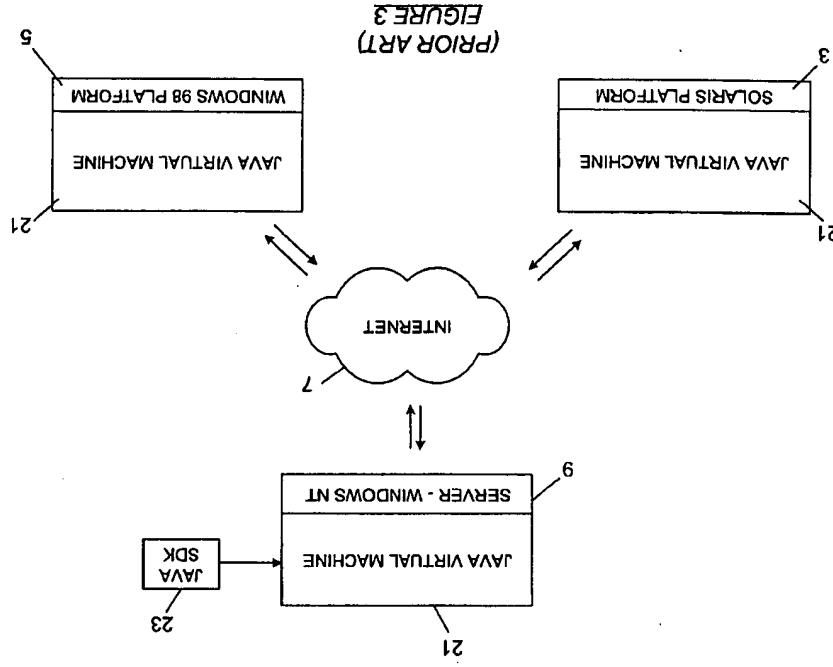 FIGURE 3
(PRIOR ART)
3
SOLARIS PLATFORM
JAVA VIRTUAL MACHINE
21
5
WINDOWS 98 PLATFORM
JAVA VIRTUAL MACHINE
21
INTERNET
7
9
SERVER - WINDOWS NT
JAVA VIRTUAL MACHINE
21
JAVA
SDK
23